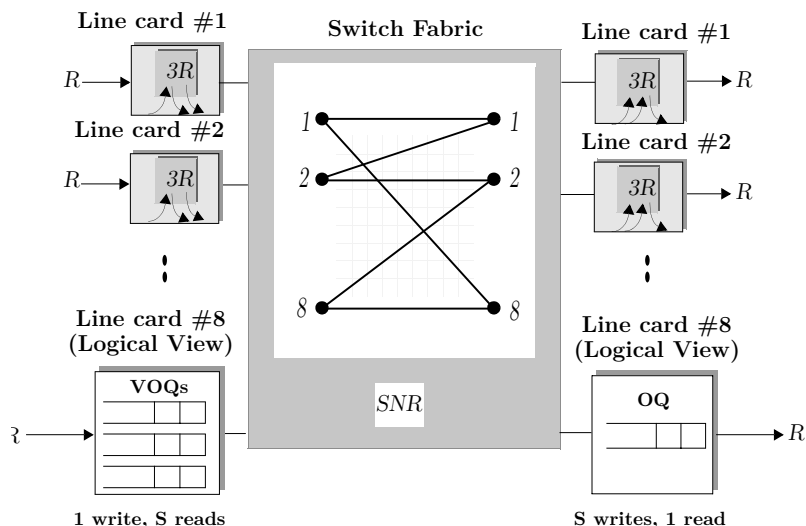 Line card #1
Switch Fabric
Line card #1
R
3R
3R
R
Line card #2
Line card #2
1
1
R
3R
2
2
3R
R
8
8
Line card #8
(Logical View)
Line card #8
(Logical View)
VOQs
SNR
OQ
R
R
1 write, S reads
S writes, 1 read